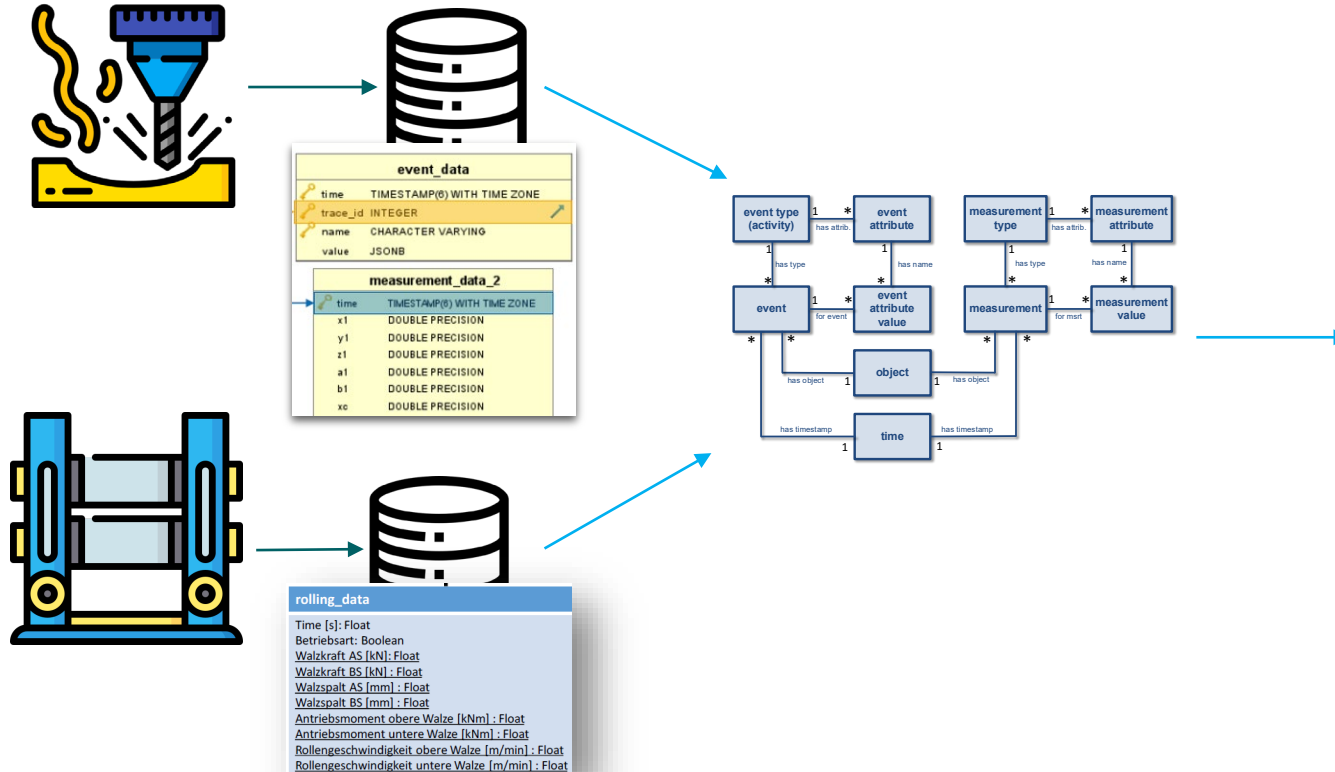 event_data
time TIMESTAMP(6) WITH TIME ZONE
trace_id INTEGER
name CHARACTER VARYING
value JSONB
measurement_data_2
time TIMESTAMP(6) WITH TIME ZONE
x1 DOUBLE PRECISION
y1 DOUBLE PRECISION
z1 DOUBLE PRECISION
a1 DOUBLE PRECISION
b1 DOUBLE PRECISION
xc DOUBLE PRECISION
rolling_data
Time [s]: Float
Betriebsart: Boolean
Walzkraft AS [kN]: Float
Walzkraft BS [kN] : Float
Walzspalt AS [mm] : Float
Walzspalt BS [mm] : Float
Antriebsmoment obere Walze [kNm] : Float
Antriebsmoment untere Walze [kNm] : Float
Rollengeschwindigkeit obere Walze [m/min] : Float
Rollengeschwindigkeit untere Walze [m/min] : Float
event type 1 * event
(activity) has attrib. attribute
1 1
has type has name
* *
event 1 * event
for event attribute
value
* *
measurement 1 * measurement
type has attrib. attribute
1 1
has type has name
* *
measurement 1 * measurement
for msrt value
* *
has object 1 object 1 has object
has timestamp time has timestamp
1 1